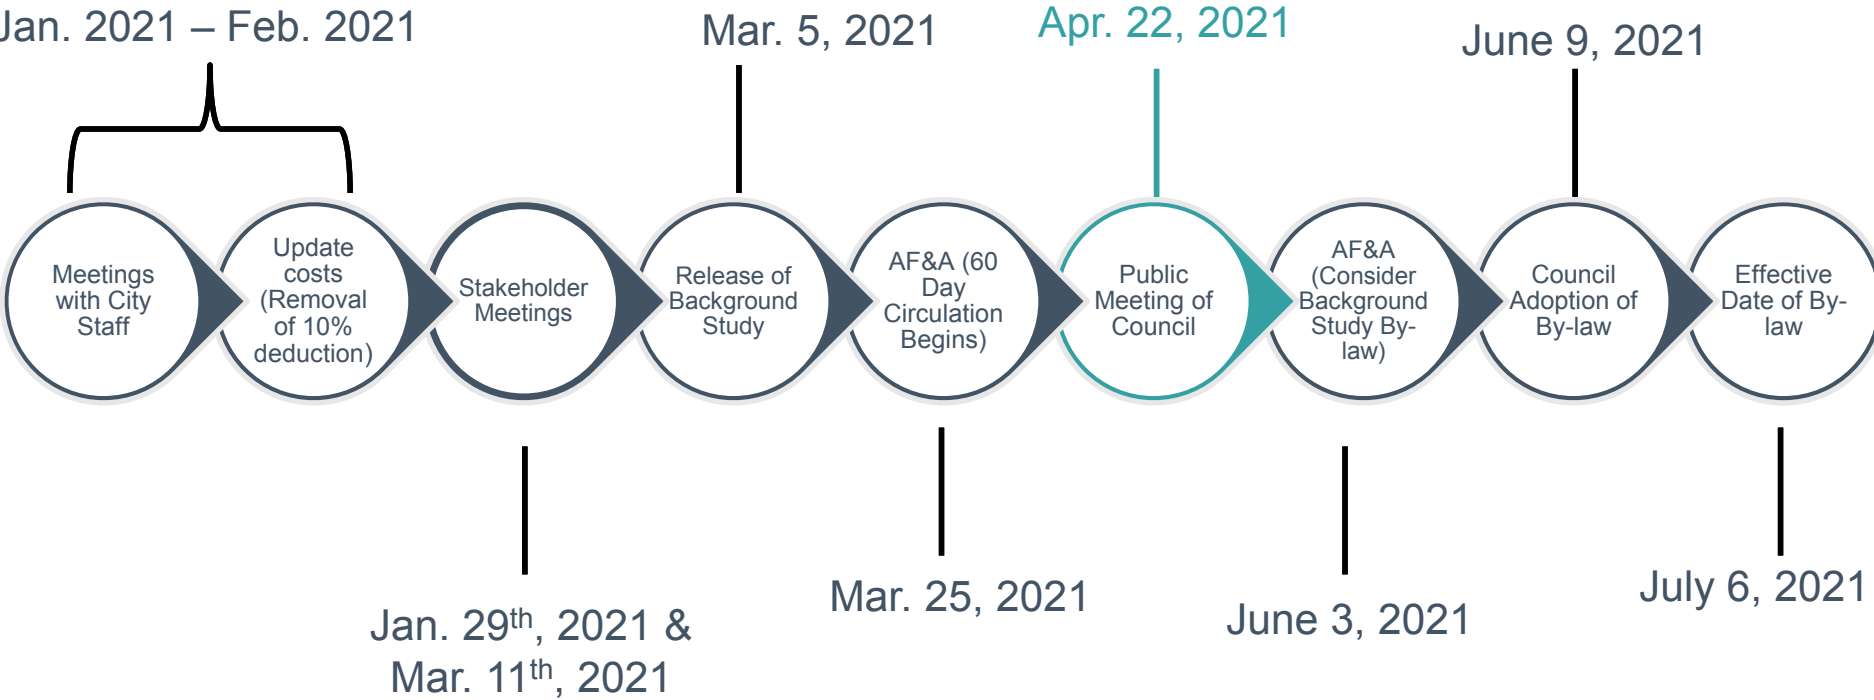 Jan. 2021 – Feb. 2021
Mar. 5, 2021
Apr. 22, 2021
June 9, 2021
Meetings
with City
Staff
Update
costs
(Removal
of 10%
deduction)
Stakeholder
Meetings
Release of
Background
Study
AF&A (60
Day
Circulation
Begins)
Public
Meeting of
Council
AF&A
(Consider
Background
Study By-
law)
Council
Adoption of
By-law
Effective
Date of By-
law
Jan. 29th, 2021 &
Mar. 11th, 2021
Mar. 25, 2021
June 3, 2021
July 6, 2021